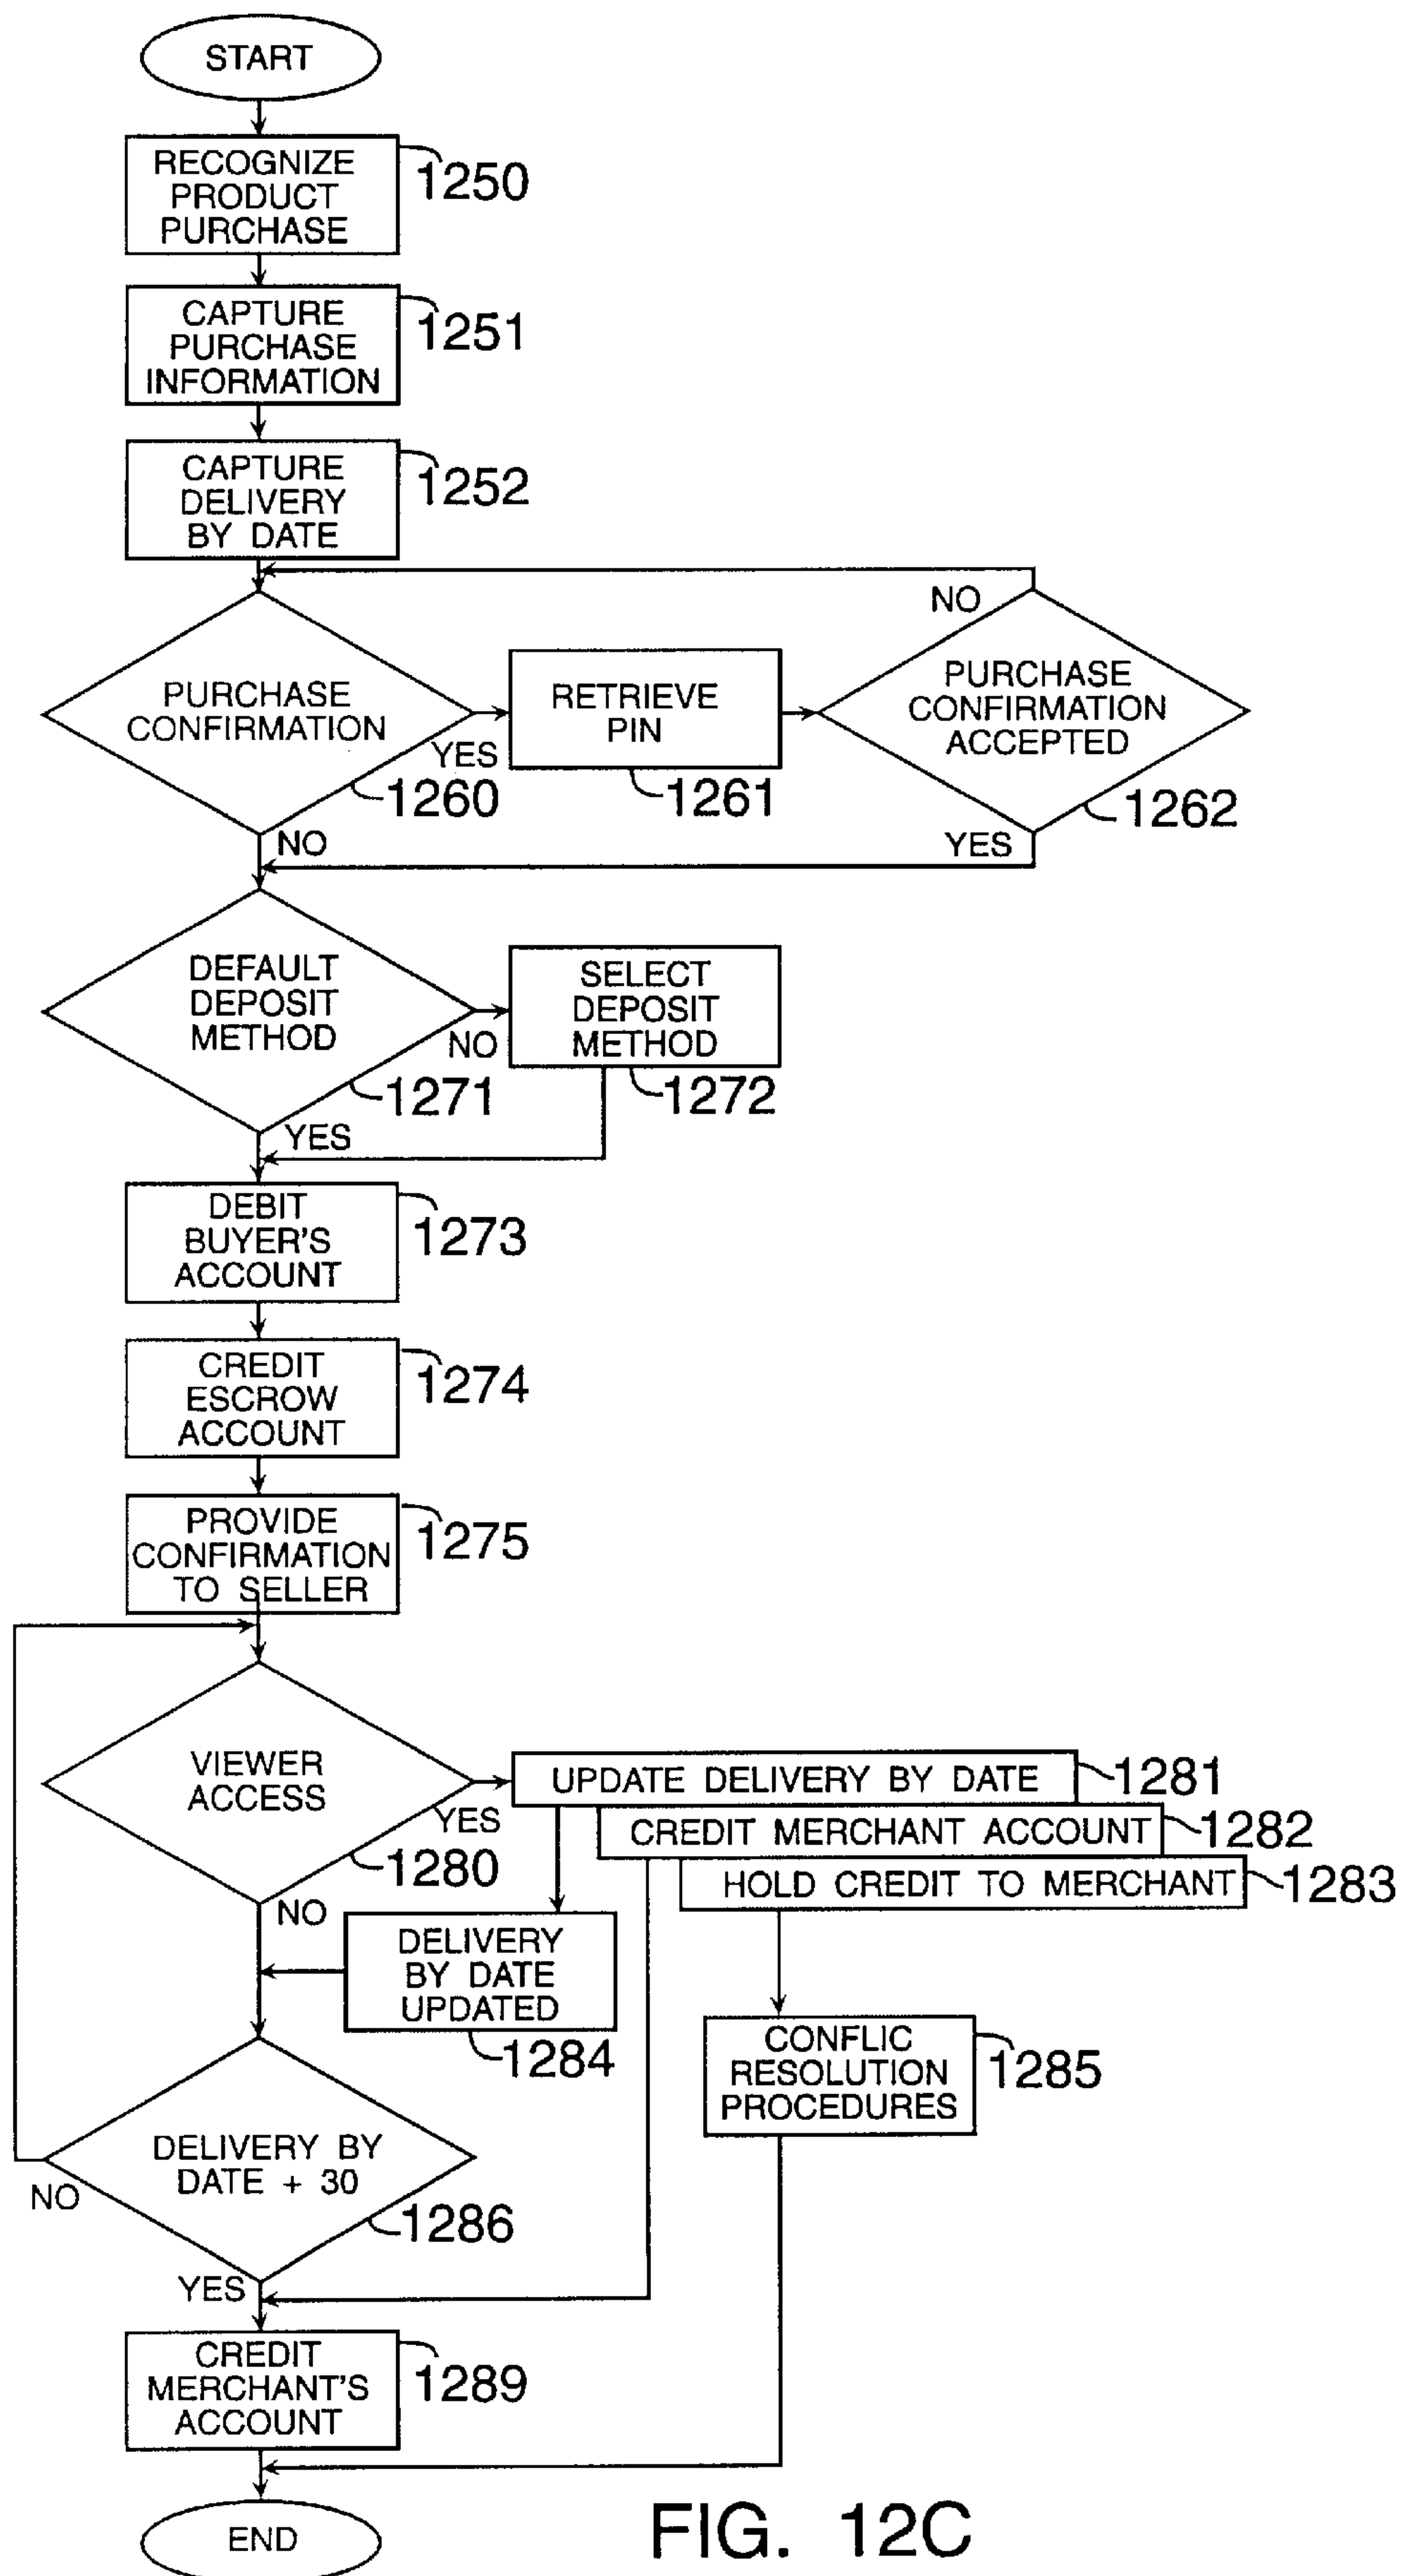 START
RECOGNIZE
PRODUCT
PURCHASE
1250
CAPTURE
PURCHASE
INFORMATION
1251
CAPTURE
DELIVERY
BY DATE
1252
PURCHASE
CONFIRMATION
YES
1260
NO
RETRIEVE
PIN
1261
NO
PURCHASE
CONFIRMATION
ACCEPTED
1262
YES
DEFAULT
DEPOSIT
METHOD
NO
1271
YES
SELECT
DEPOSIT
METHOD
1272
DEBIT
BUYER'S
ACCOUNT
1273
CREDIT
ESCROW
ACCOUNT
1274
PROVIDE
CONFIRMATION
TO SELLER
1275
VIEWER
ACCESS
YES
1280
NO
UPDATE DELIVERY BY DATE
1281
CREDIT MERCHANT ACCOUNT
1282
HOLD CREDIT TO MERCHANT
1283
DELIVERY
BY DATE
UPDATED
1284
CONFLIC
RESOLUTION
PROCEDURES
1285
DELIVERY BY
DATE + 30
NO
1286
YES
CREDIT
MERCHANT'S
ACCOUNT
1289
END
FIG. 12C